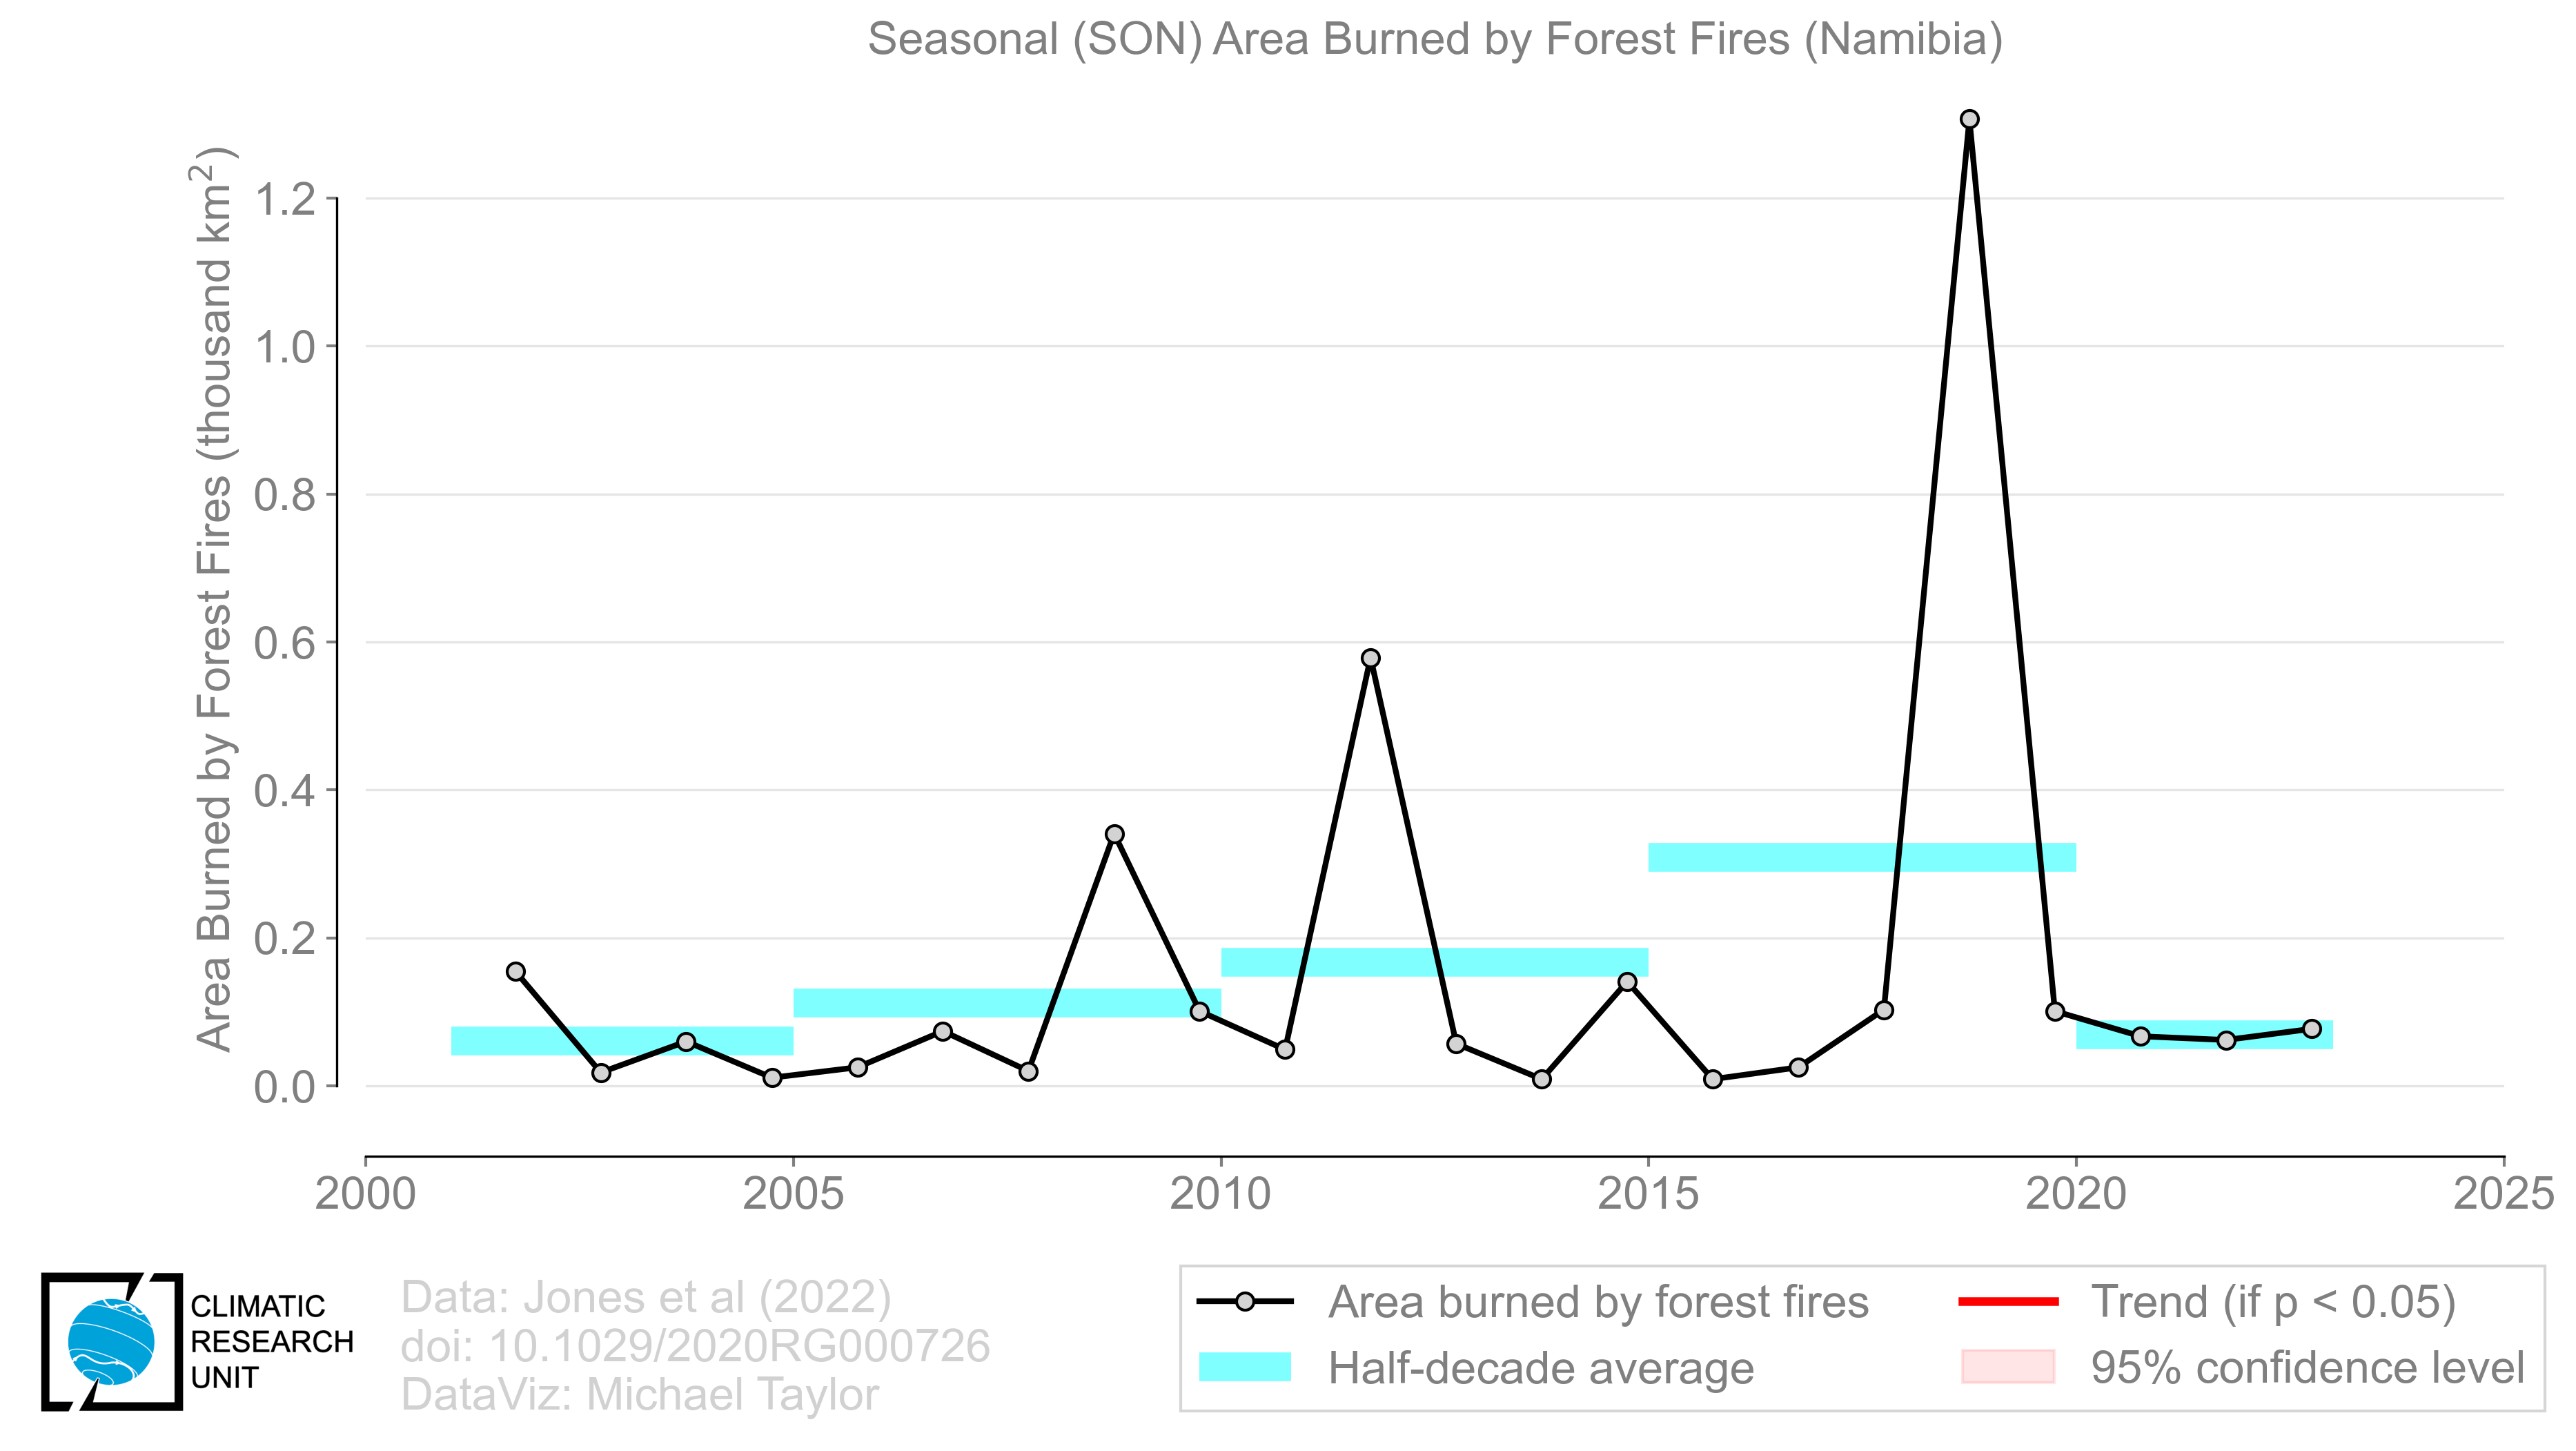 Seasonal (SON) Area Burned by Forest Fires (Namibia)
Area Burned by Forest Fires (thousand km²)
1.2
1.0
0.8
0.6
0.4
0.2
0.0
2000 2005 2010 2015 2020 2025
CLIMATIC
RESEARCH
UNIT
Data: Jones et al (2022)
doi: 10.1029/2020RG000726
DataViz: Michael Taylor
Area burned by forest fires
Half-decade average
Trend (if p < 0.05)
95% confidence level